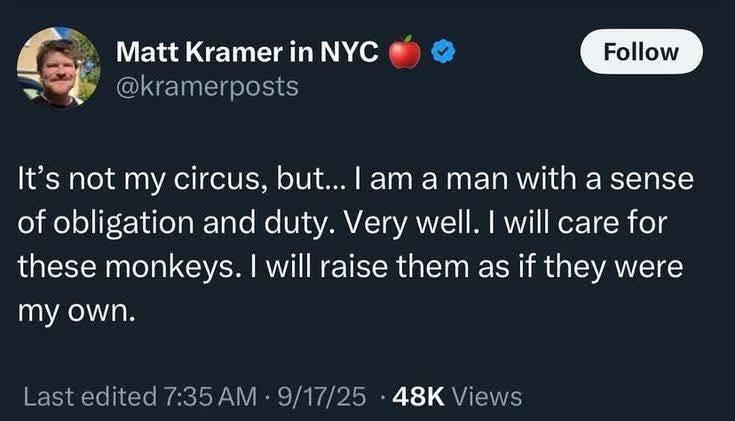 Matt Kramer in NYC 🍎
Follow
@kramerposts
It’s not my circus, but... I am a man with a sense
of obligation and duty. Very well. I will care for
these monkeys. I will raise them as if they were
my own.
Last edited 7:35 AM · 9/17/25 · 48K Views